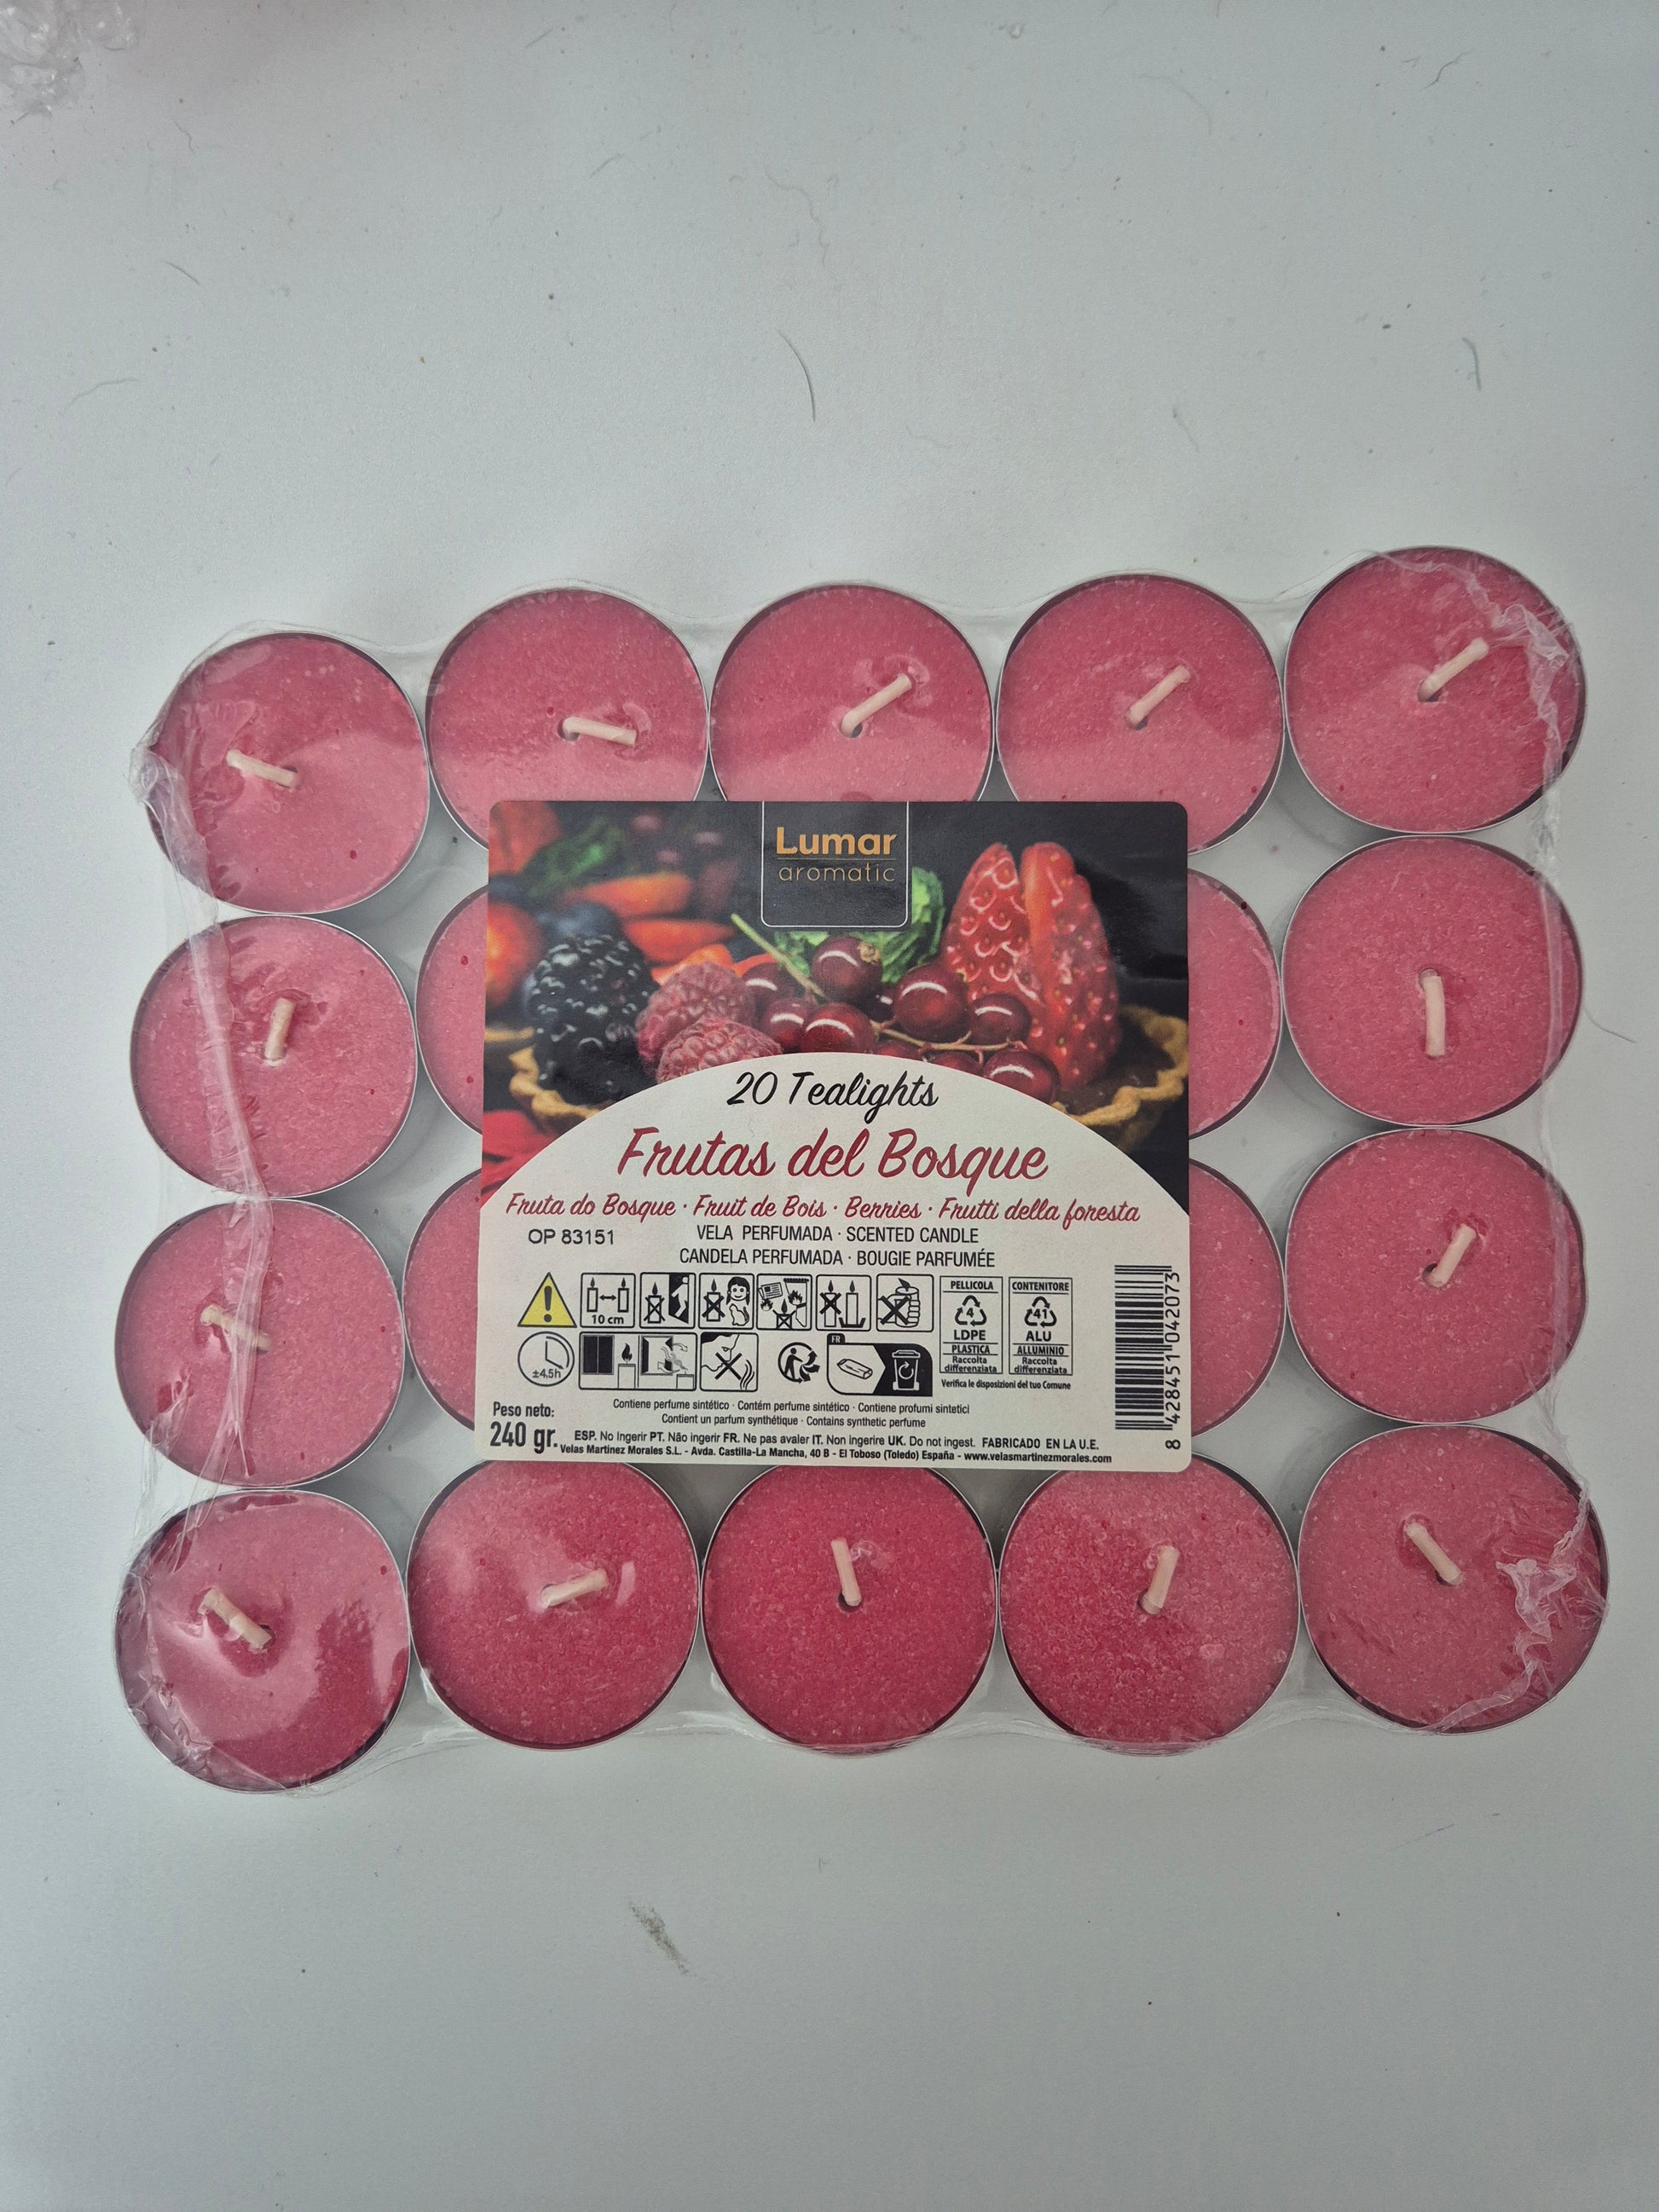 Lumar
aromatic
20 Tealights
Frutas del Bosque
Fruta do Bosque · Fruit de Bois · Berries · Frutti della foresta
OP 83151
VELA PERFUMADA · SCENTED CANDLE
CANDELA PERFUMADA · BOUGIE PARFUMÉE
10 cm
PELLICOLA
4
LDPE
PLASTICA
Raccolta
differenziata
CONTENITORE
41
ALU
ALLUMINIO
Raccolta
differenziata
±4,5h
FR
Verifica le disposizioni del tuo Comune
Contiene perfume sintético · Contém perfume sintético · Contiene profumi sintetici
Contient un parfum synthétique · Contains synthetic perfume
Peso neto:
240 gr.
ESP. No Ingerir PT. Não ingerir FR. Ne pas avaler IT. Non ingerire UK. Do not ingest. FABRICADO EN LA U.E.
Velas Martínez Morales S.L. - Avda. Castilla-La Mancha, 40 B - El Toboso (Toledo) España - www.velasmartinezmorales.com
8 428451 042073